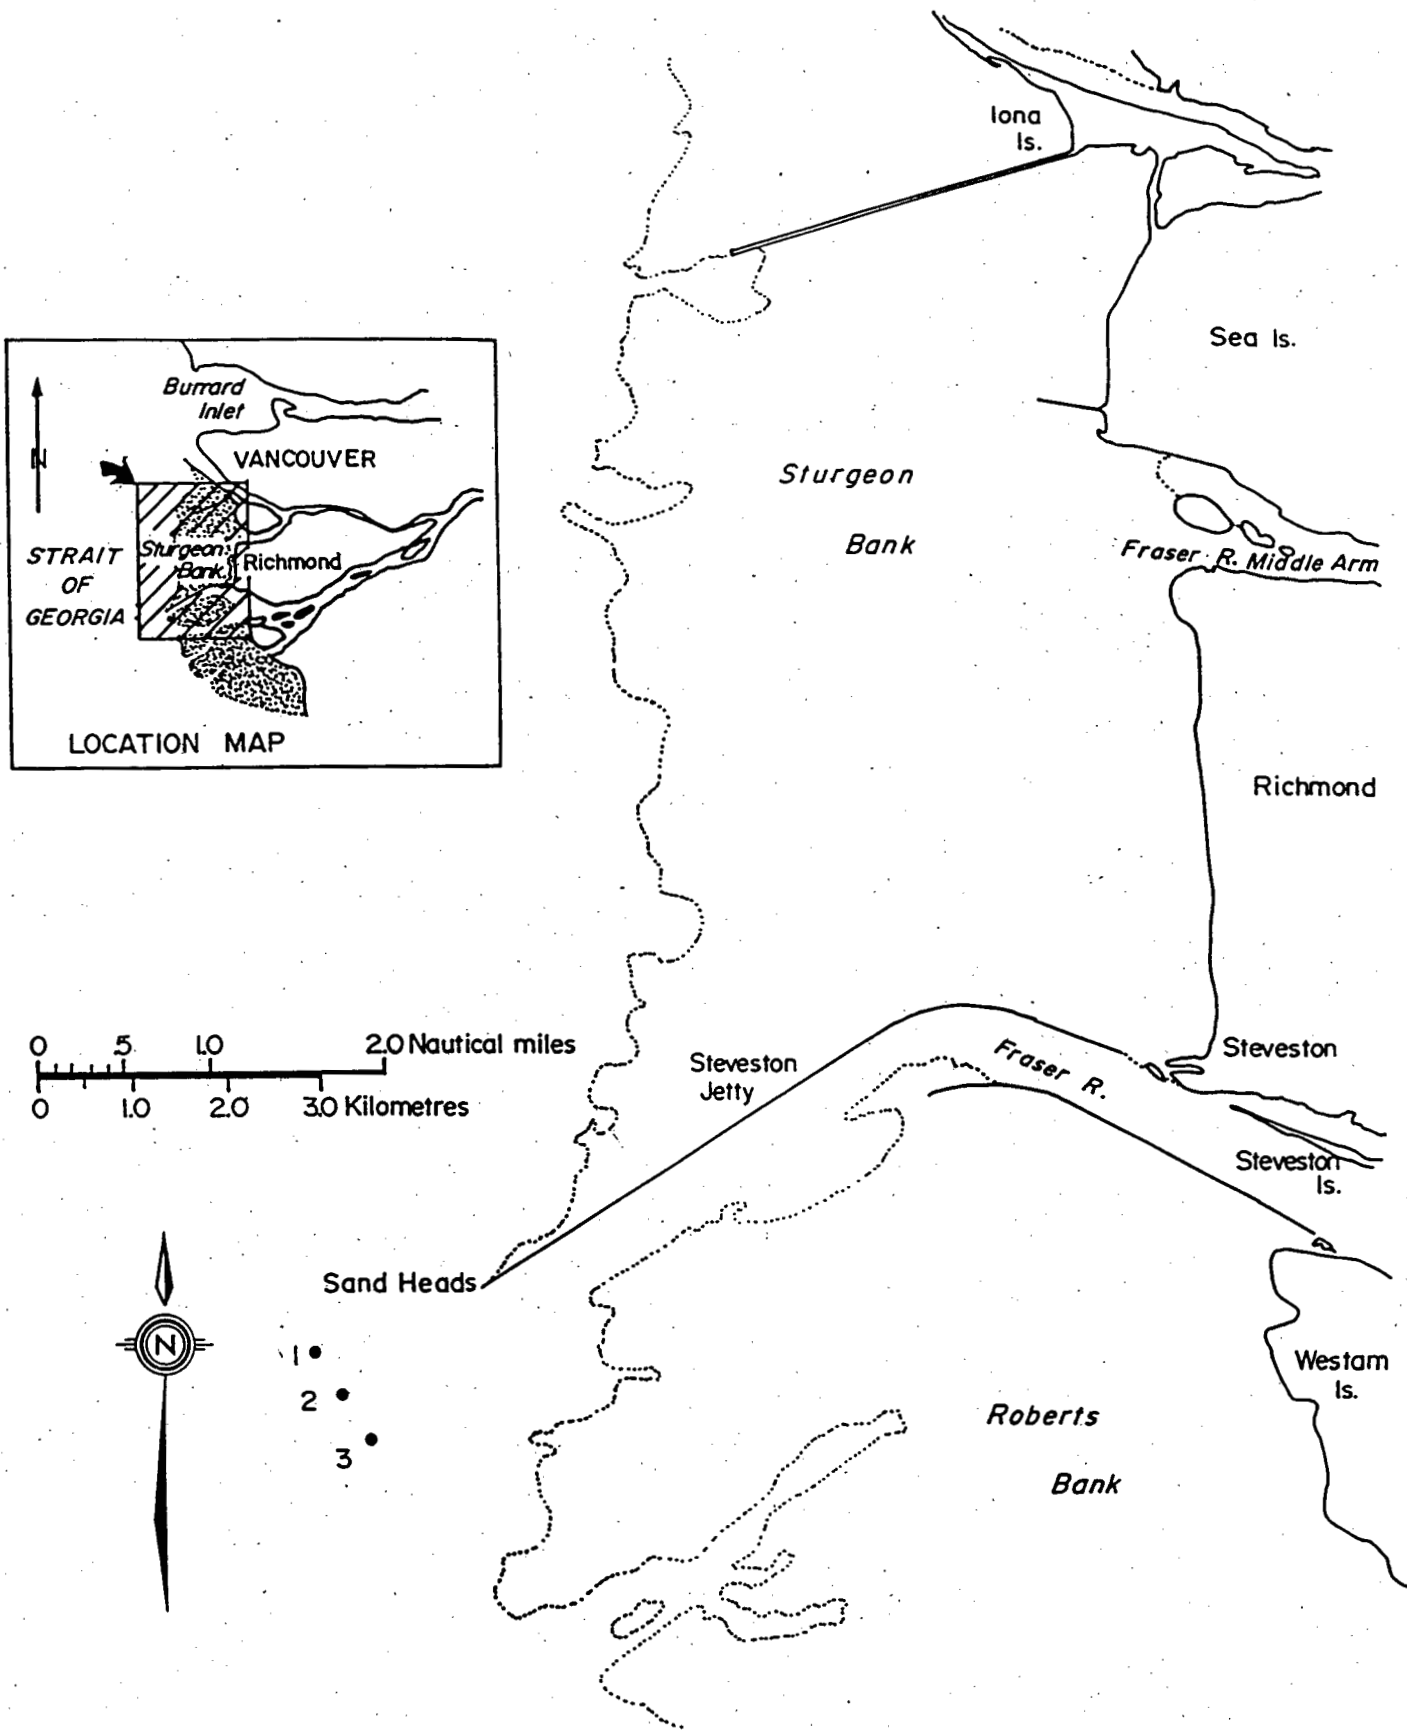 Iona
Is.
Sea Is.
Burrard
Inlet
N
VANCOUVER
STRAIT
OF
GEORGIA
Sturgeon
Bank
Richmond
LOCATION MAP
Sturgeon
Bank
Fraser R. Middle Arm
Richmond
0 .5 1.0 2.0 Nautical miles
0 1.0 2.0 3.0 Kilometres
Steveston
Jetty
Fraser R.
Steveston
Steveston
Is.
Sand Heads
N
1
2
3
Westam
Is.
Roberts
Bank